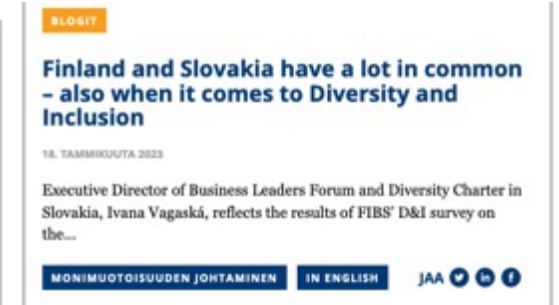 BLOGIT
Finland and Slovakia have a lot in common
– also when it comes to Diversity and
Inclusion
18. TAMMIKUUTA 2023
Executive Director of Business Leaders Forum and Diversity Charter in
Slovakia, Ivana Vagaská, reflects the results of FIBS' D&I survey on
the...
MONIMUOTOISUUDEN JOHTAMINEN IN ENGLISH JAA